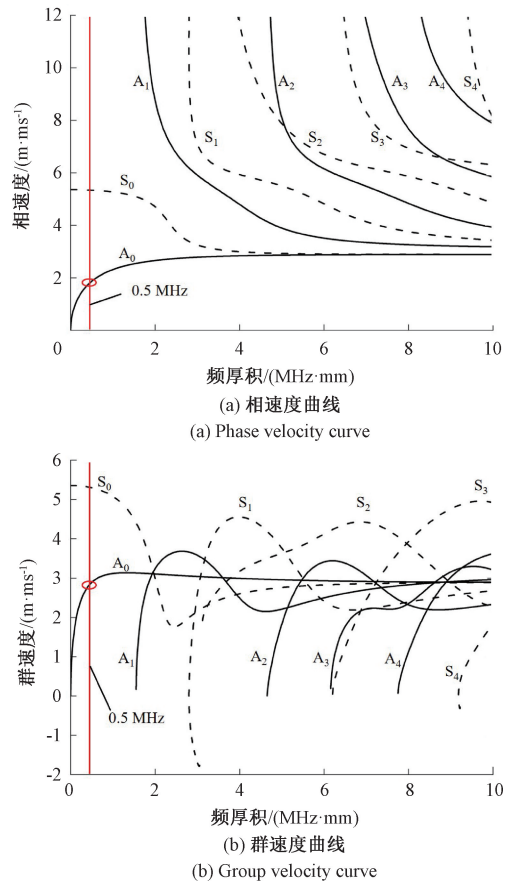 12
10
8
6
4
2
0
2
4
6
8
10
相速度/(m·ms⁻¹)
A₁
A₂
A₃
A₄
S₄
S₁
S₂
S₃
S₀
A₀
0.5 MHz
频厚积/(MHz·mm)
(a) 相速度曲线
(a) Phase velocity curve
6
5
4
3
2
1
0
-1
-2
0
2
4
6
8
10
群速度/(m·ms⁻¹)
S₀
S₁
S₂
S₃
A₀
A₁
A₂
A₃
A₄
S₄
0.5 MHz
频厚积/(MHz·mm)
(b) 群速度曲线
(b) Group velocity curve